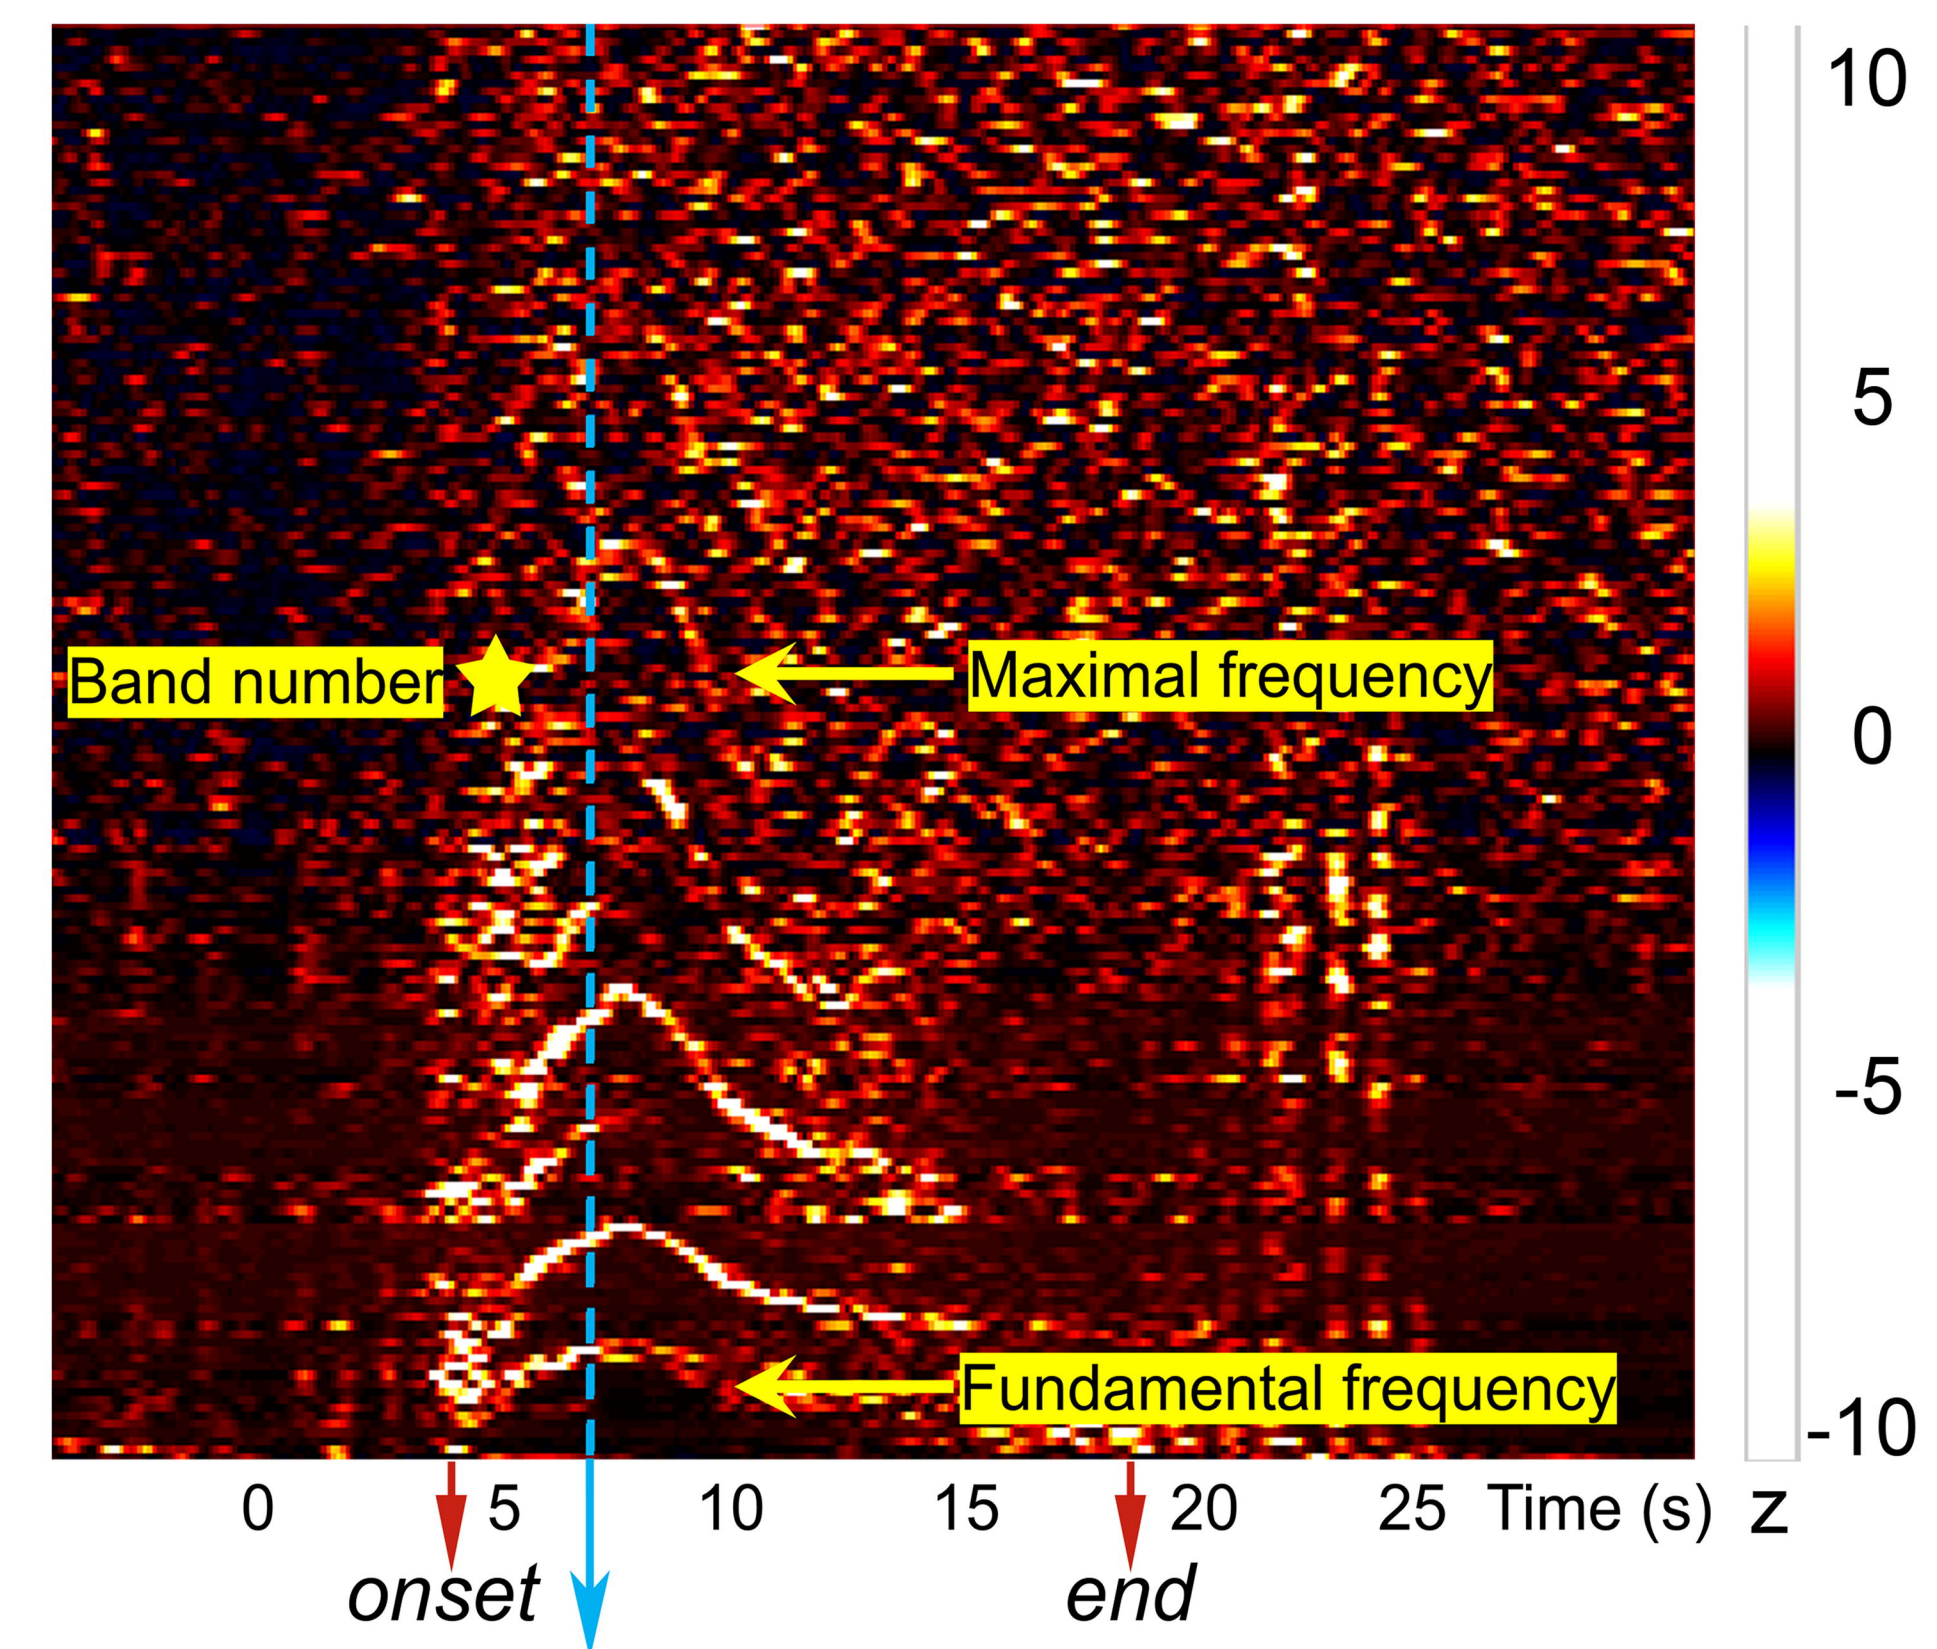 10
5
0
-5
-10
Band number
Maximal frequency
Fundamental frequency
0 5 10 15 20 25 Time (s) z
onset end